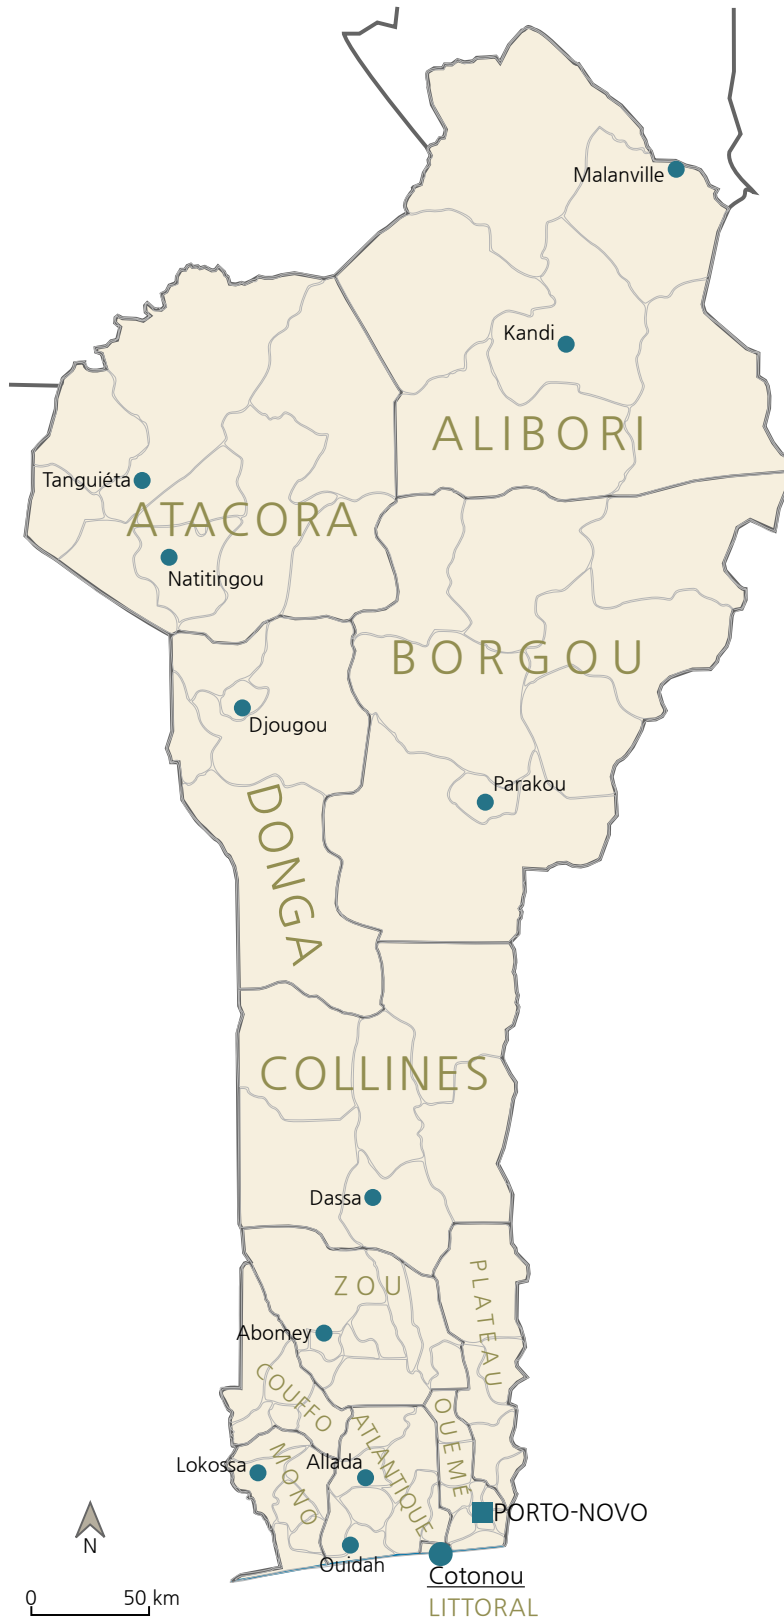 Malanville
Kandi
ALIBORI
Tanguiéta
ATACORA
Natitingou
BORGOU
Djougou
Parakou
DONGA
COLLINES
Dassa
ZOU
PLATEAU
Abomey
COUFFO
OUEMÉ
ATLANTIQUE
MONO
Allada
Lokossa
PORTO-NOVO
N
Ouidah
Cotonou
0 50 km
LITTORAL